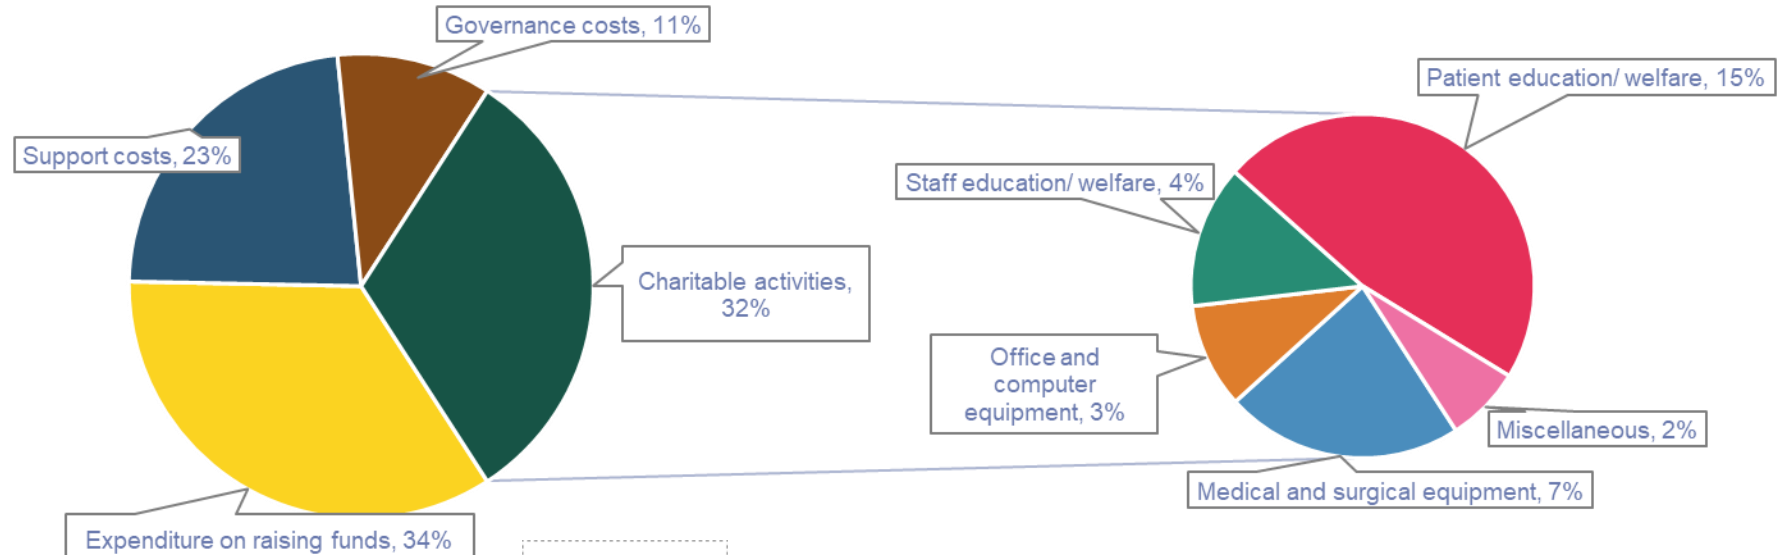 Governance costs, 11%
Support costs, 23%
Charitable activities,
32%
Expenditure on raising funds, 34%
Patient education/ welfare, 15%
Staff education/ welfare, 4%
Office and
computer
equipment, 3%
Miscellaneous, 2%
Medical and surgical equipment, 7%